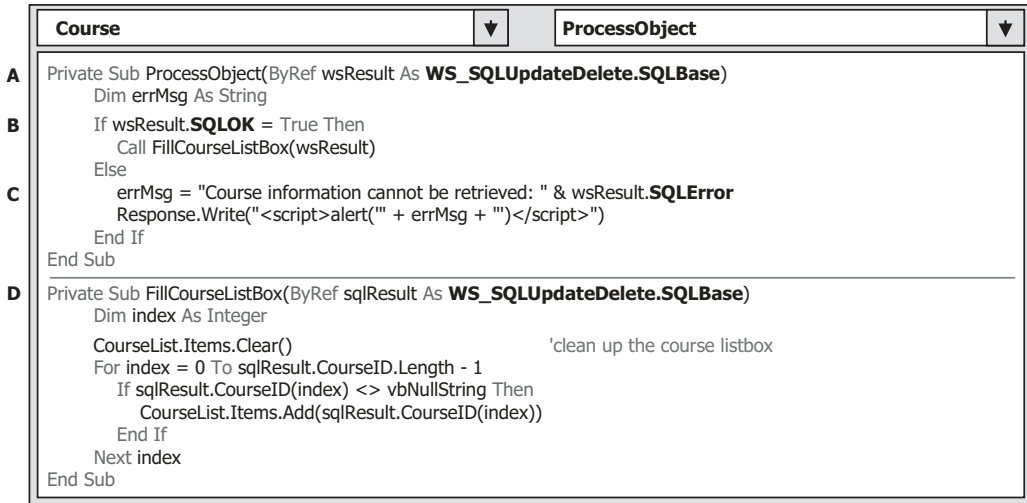 Course ProcessObject
A Private Sub ProcessObject(ByRef wsResult As WS_SQLUpdateDelete.SQLBase)
Dim errMsg As String
B If wsResult.SQLOK = True Then
Call FillCourseListBox(wsResult)
Else
C errMsg = "Course information cannot be retrieved: " & wsResult.SQLError
Response.Write("<script>alert('" + errMsg + "')</script>")
End If
End Sub
D Private Sub FillCourseListBox(ByRef sqlResult As WS_SQLUpdateDelete.SQLBase)
Dim index As Integer
CourseList.Items.Clear() 'clean up the course listbox
For index = 0 To sqlResult.CourseID.Length - 1
If sqlResult.CourseID(index) <> vbNullString Then
CourseList.Items.Add(sqlResult.CourseID(index))
End If
Next index
End Sub